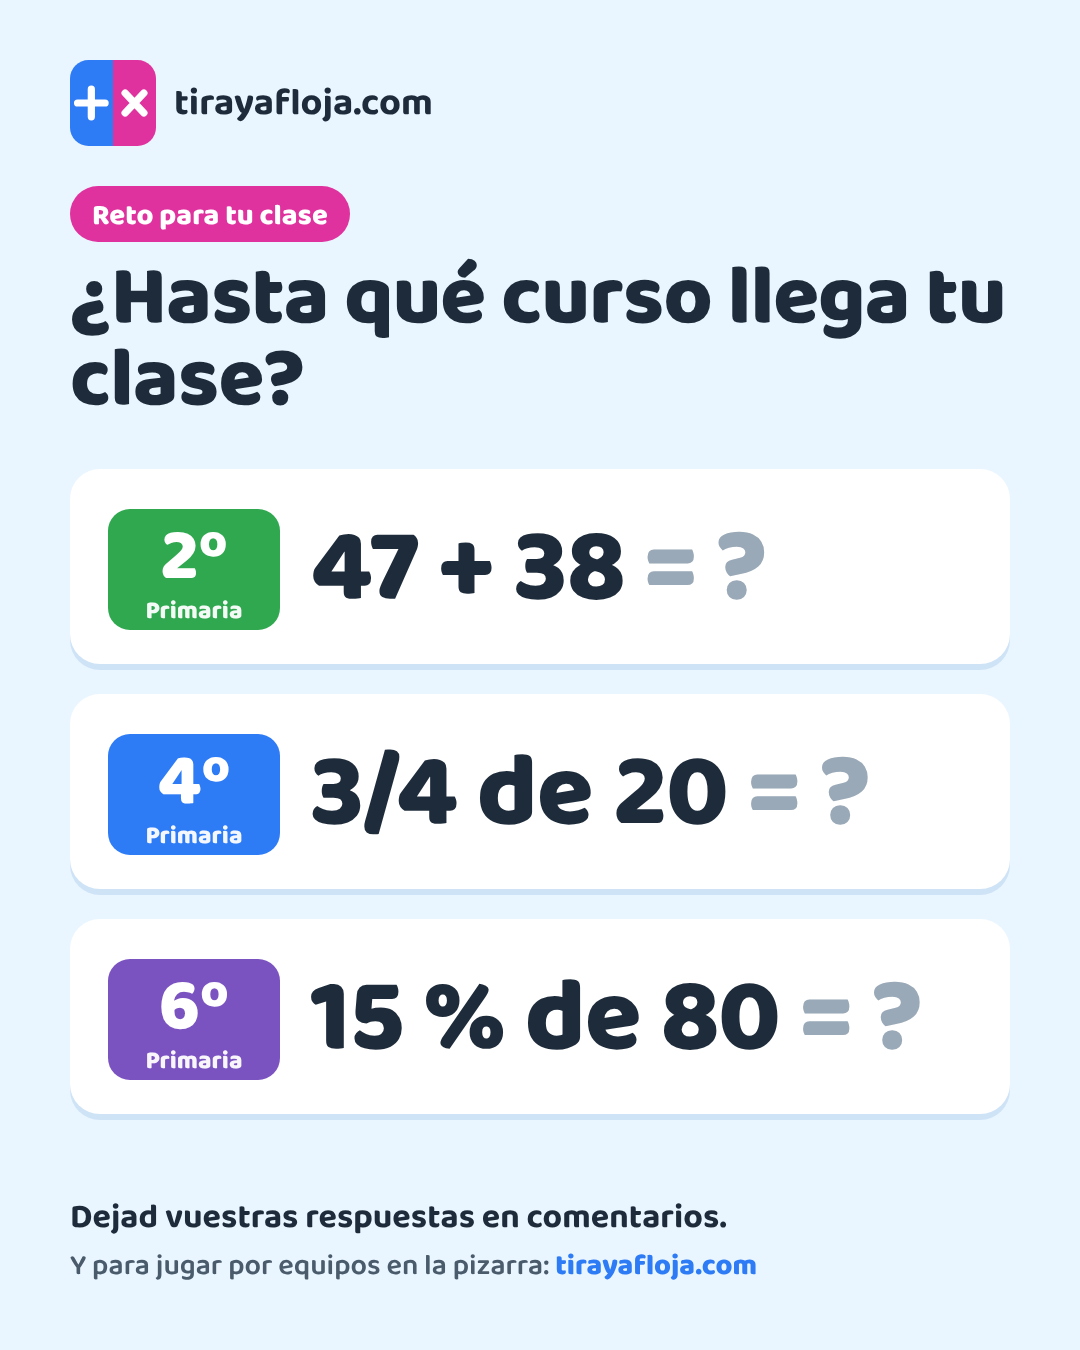 tirayafloja.com
Reto para tu clase
¿Hasta qué curso llega tu
clase?
2º
Primaria
47 + 38 = ?
4º
Primaria
3/4 de 20 = ?
6º
Primaria
15 % de 80 = ?
Dejad vuestras respuestas en comentarios.
Y para jugar por equipos en la pizarra: tirayafloja.com